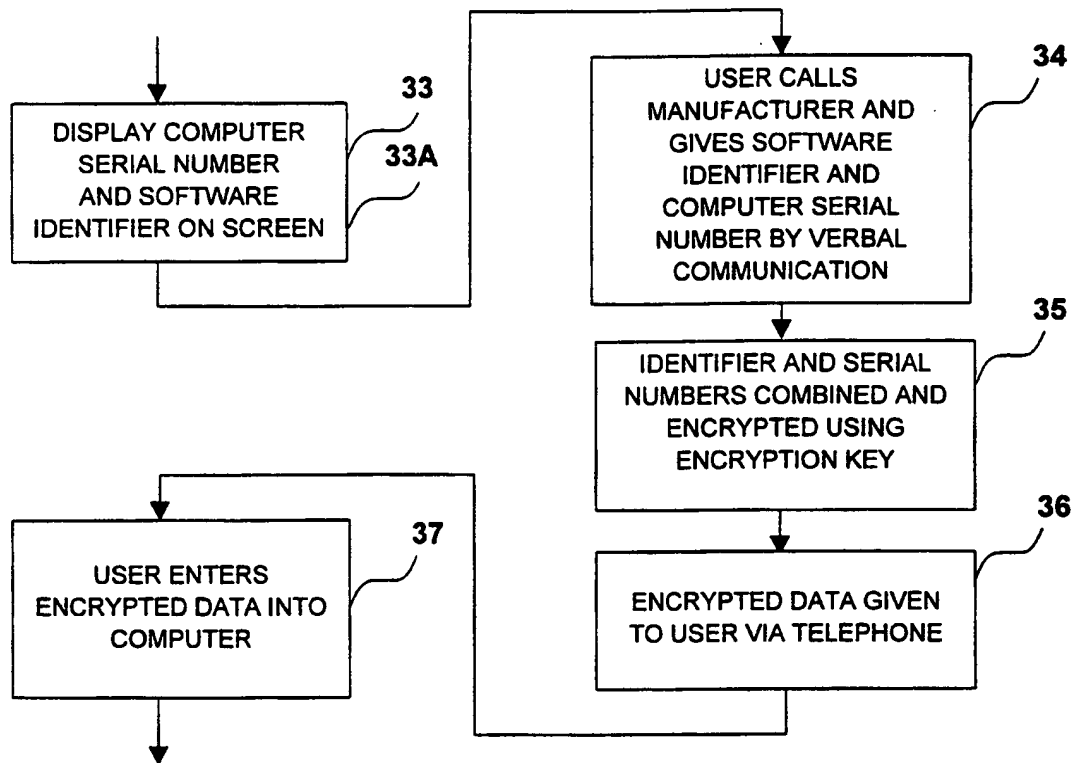 33
33A
DISPLAY COMPUTER
SERIAL NUMBER
AND SOFTWARE
IDENTIFIER ON SCREEN
34
USER CALLS
MANUFACTURER AND
GIVES SOFTWARE
IDENTIFIER AND
COMPUTER SERIAL
NUMBER BY VERBAL
COMMUNICATION
35
IDENTIFIER AND SERIAL
NUMBERS COMBINED AND
ENCRYPTED USING
ENCRYPTION KEY
36
ENCRYPTED DATA GIVEN
TO USER VIA TELEPHONE
37
USER ENTERS
ENCRYPTED DATA INTO
COMPUTER